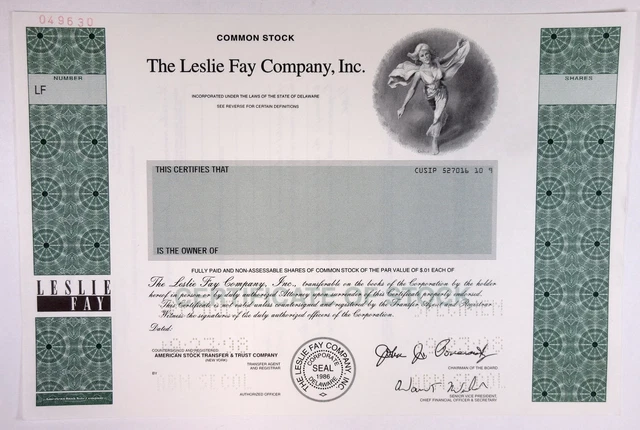 049630
COMMON STOCK
The Leslie Fay Company, Inc.
NUMBER
LF
SHARES
INCORPORATED UNDER THE LAWS OF THE STATE OF DELAWARE
SEE REVERSE FOR CERTAIN DEFINITIONS
THIS CERTIFIES THAT
CUSIP 527016 10 9
IS THE OWNER OF
FULLY PAID AND NON-ASSESSABLE SHARES OF COMMON STOCK OF THE PAR VALUE OF $.01 EACH OF
The Leslie Fay Company, Inc., transferable on the books of the Corporation by the holder
hereof in person or by duly authorized Attorney upon surrender of this Certificate properly endorsed.
This Certificate is not valid unless countersigned and registered by the Transfer Agent and Registrar.
Witness the signatures of the duly authorized officers of the Corporation.
CERTIFICATE OF STOCK
SPECIMEN
LESLIE
FAY
Dated:
COUNTERSIGNED AND REGISTERED:
AMERICAN STOCK TRANSFER & TRUST COMPANY
(NEW YORK)
TRANSFER AGENT
AND REGISTRAR
BY
AUTHORIZED OFFICER
THE LESLIE FAY COMPANY INC
CORPORATE
SEAL
1986
DELAWARE
CHAIRMAN OF THE BOARD
SENIOR VICE PRESIDENT,
CHIEF FINANCIAL OFFICER & SECRETARY